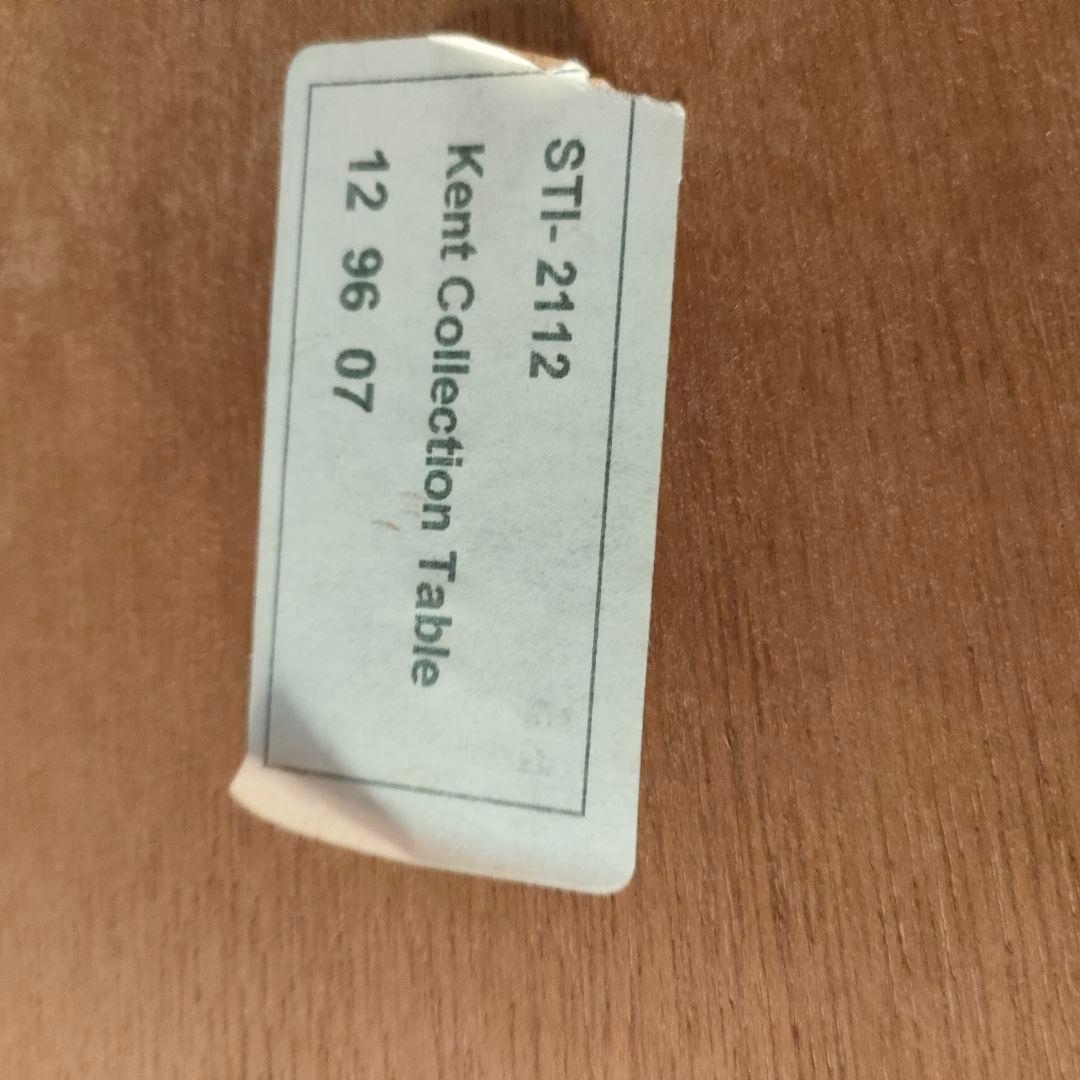 STI- 2112
Kent Collection Table
12 96 07